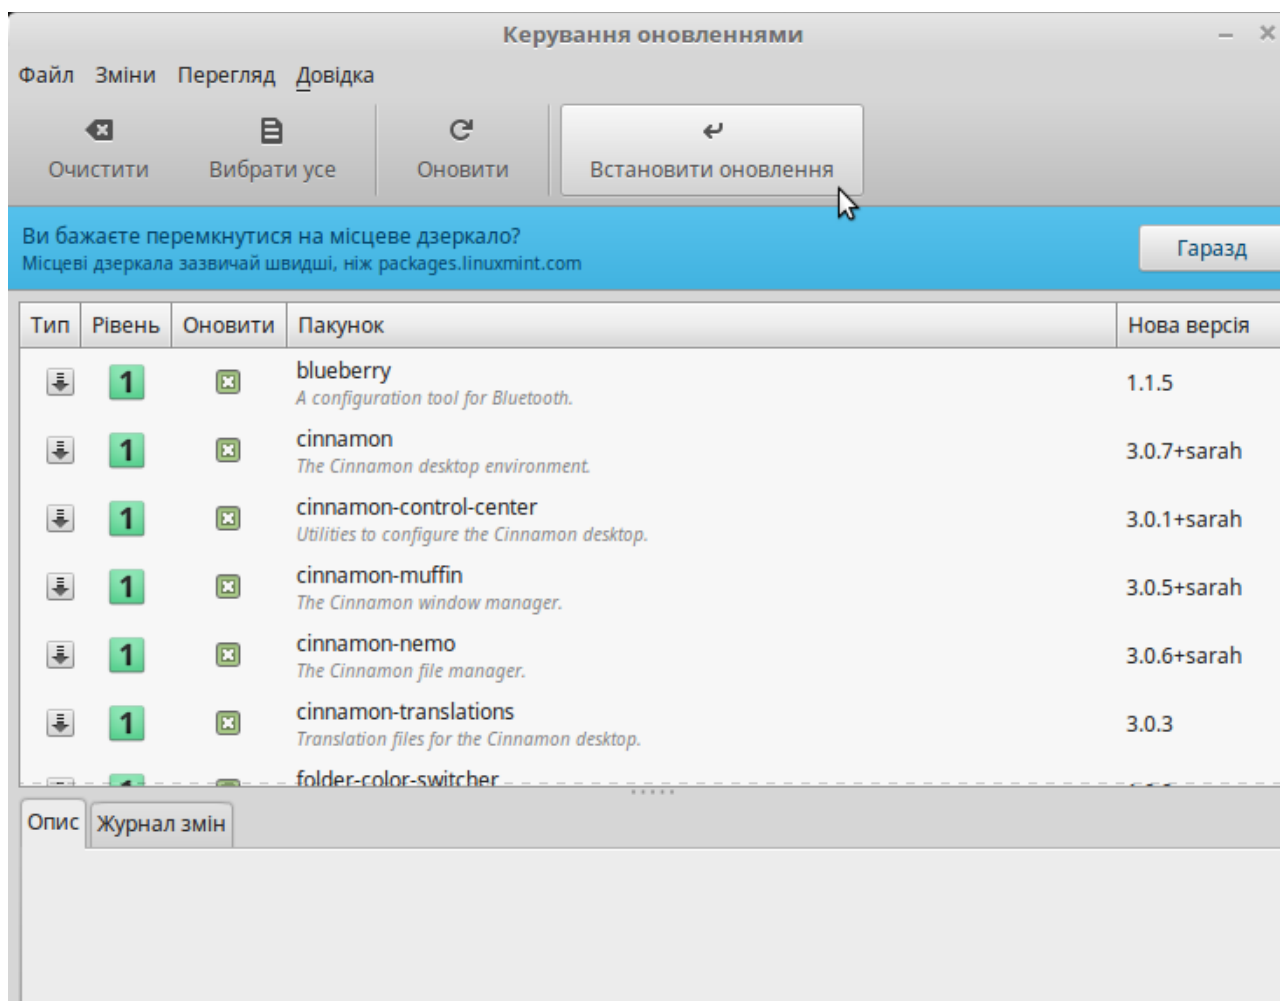 Керування оновленнями
Файл Зміни Перегляд Довідка
Очистити Вибрати усе Оновити Встановити оновлення
Ви бажаєте перемкнутися на місцеве дзеркало?
Місцеві дзеркала зазвичай швидші, ніж packages.linuxmint.com
Гаразд
Тип Рівень Оновити Пакунок Нова версія
1 blueberry 1.1.5
A configuration tool for Bluetooth.
1 cinnamon 3.0.7+sarah
The Cinnamon desktop environment.
1 cinnamon-control-center 3.0.1+sarah
Utilities to configure the Cinnamon desktop.
1 cinnamon-muffin 3.0.5+sarah
The Cinnamon window manager.
1 cinnamon-nemo 3.0.6+sarah
The Cinnamon file manager.
1 cinnamon-translations 3.0.3
Translation files for the Cinnamon desktop.
folder-color-switcher
Опис Журнал змін